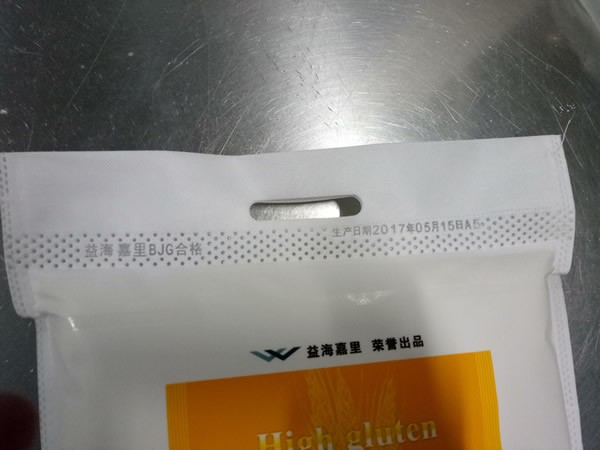 生产日期2017年05月15日A5
益海嘉里BJG合格
益海嘉里 荣誉出品
High gluten